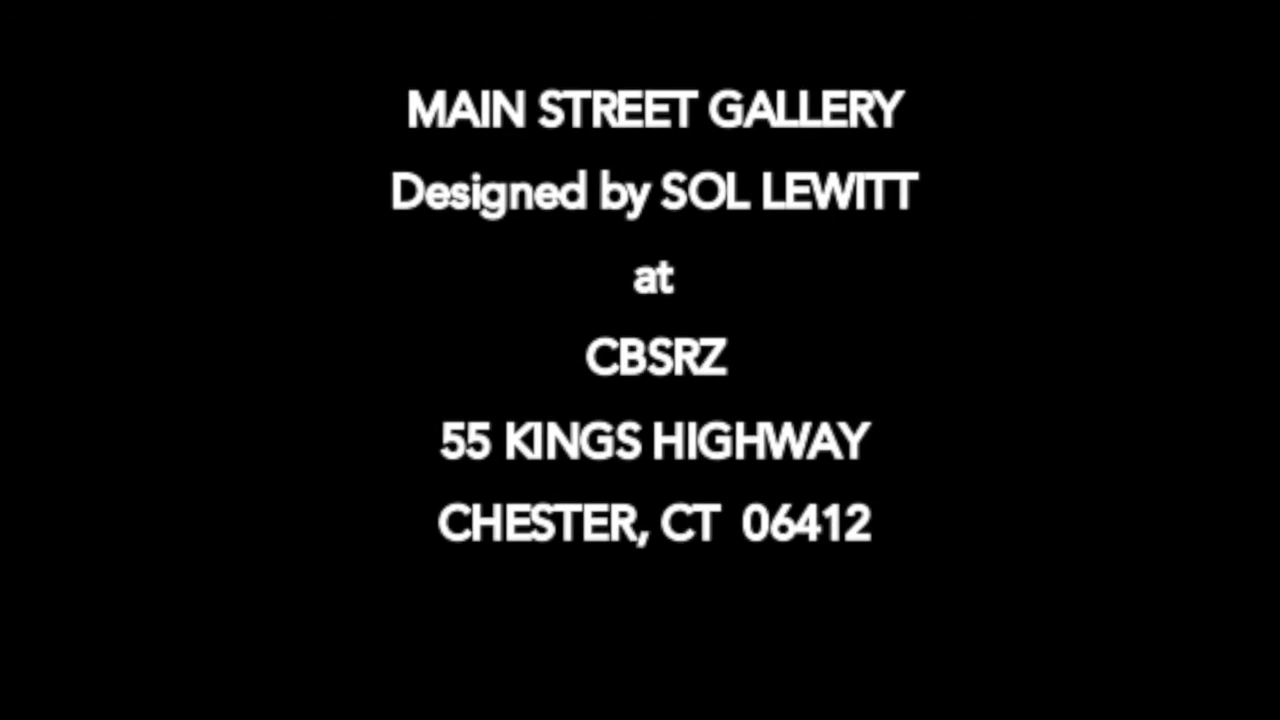 MAIN STREET GALLERY
Designed by SOL LEWITT
at
CBSRZ
55 KINGS HIGHWAY
CHESTER, CT  06412